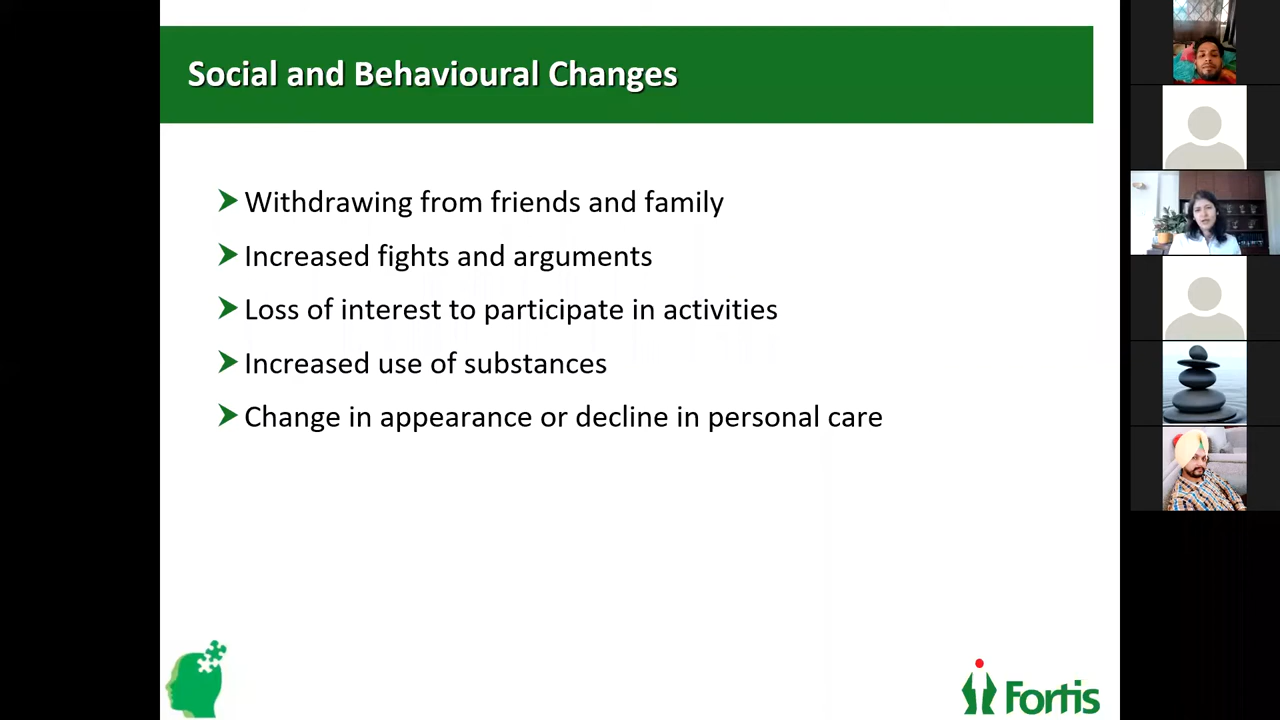 Social and Behavioural Changes
Withdrawing from friends and family
Increased fights and arguments
Loss of interest to participate in activities
Increased use of substances
Change in appearance or decline in personal care
Fortis